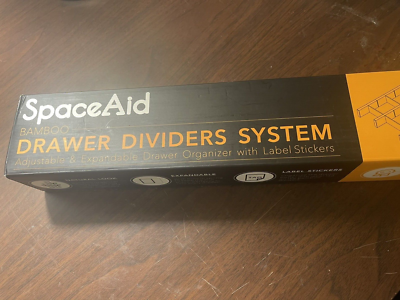 SpaceAid
BAMBOO
DRAWER DIVIDERS SYSTEM
Adjustable & Expandable Drawer Organizer with Label Stickers
EXPANDABLE
LABEL STICKERS